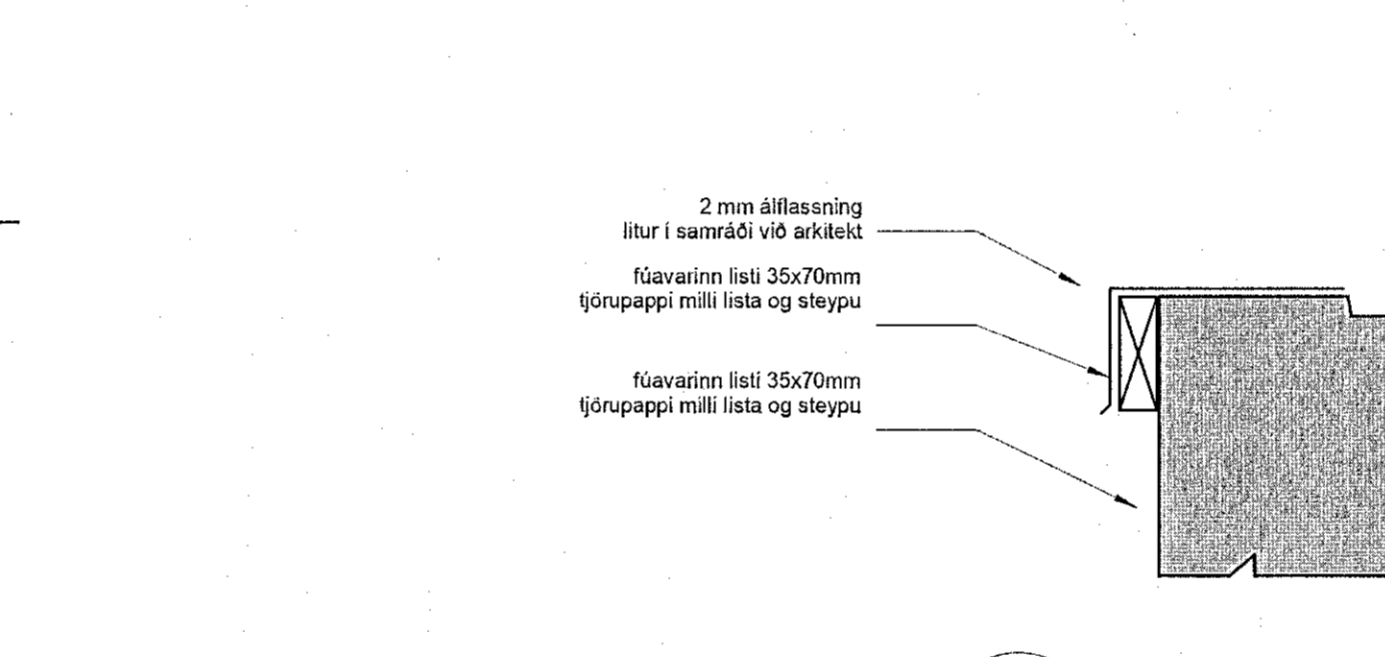 2 mm álflassning
litur í samráði við arkitekt
fúavarinn listi 35x70mm
tjörupappi milli lista og steypu
fúavarinn listi 35x70mm
tjörupappi milli lista og steypu